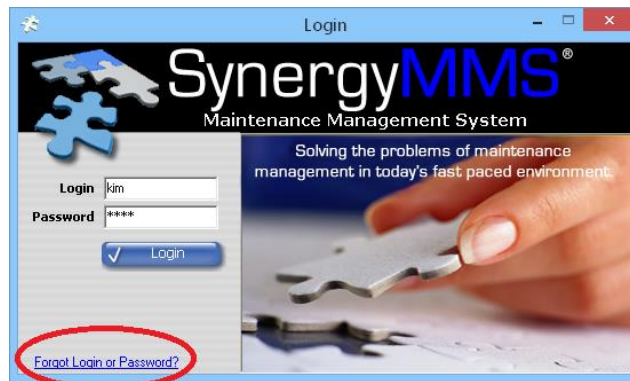 Login
SynergyMMS®
Maintenance Management System
Solving the problems of maintenance
management in today's fast paced environment.
Login kim
Password ****
Login
Forgot Login or Password?